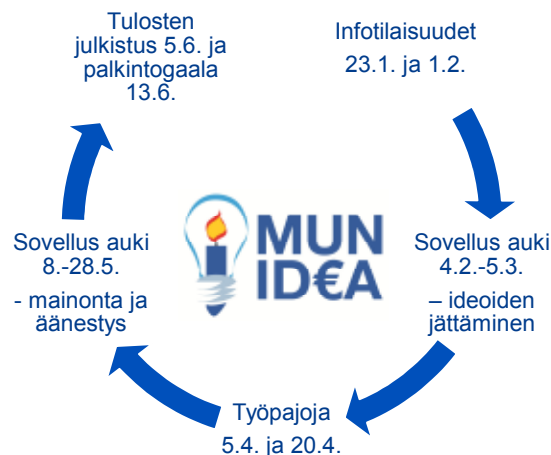 Infotilaisuudet
23.1. ja 1.2.
Sovellus auki
4.2.-5.3.
– ideoiden
jättäminen
Työpajoja
5.4. ja 20.4.
Sovellus auki
8.-28.5.
- mainonta ja
äänestys
Tulosten
julkistus 5.6. ja
palkintogaala
13.6.
MUN
ID€A